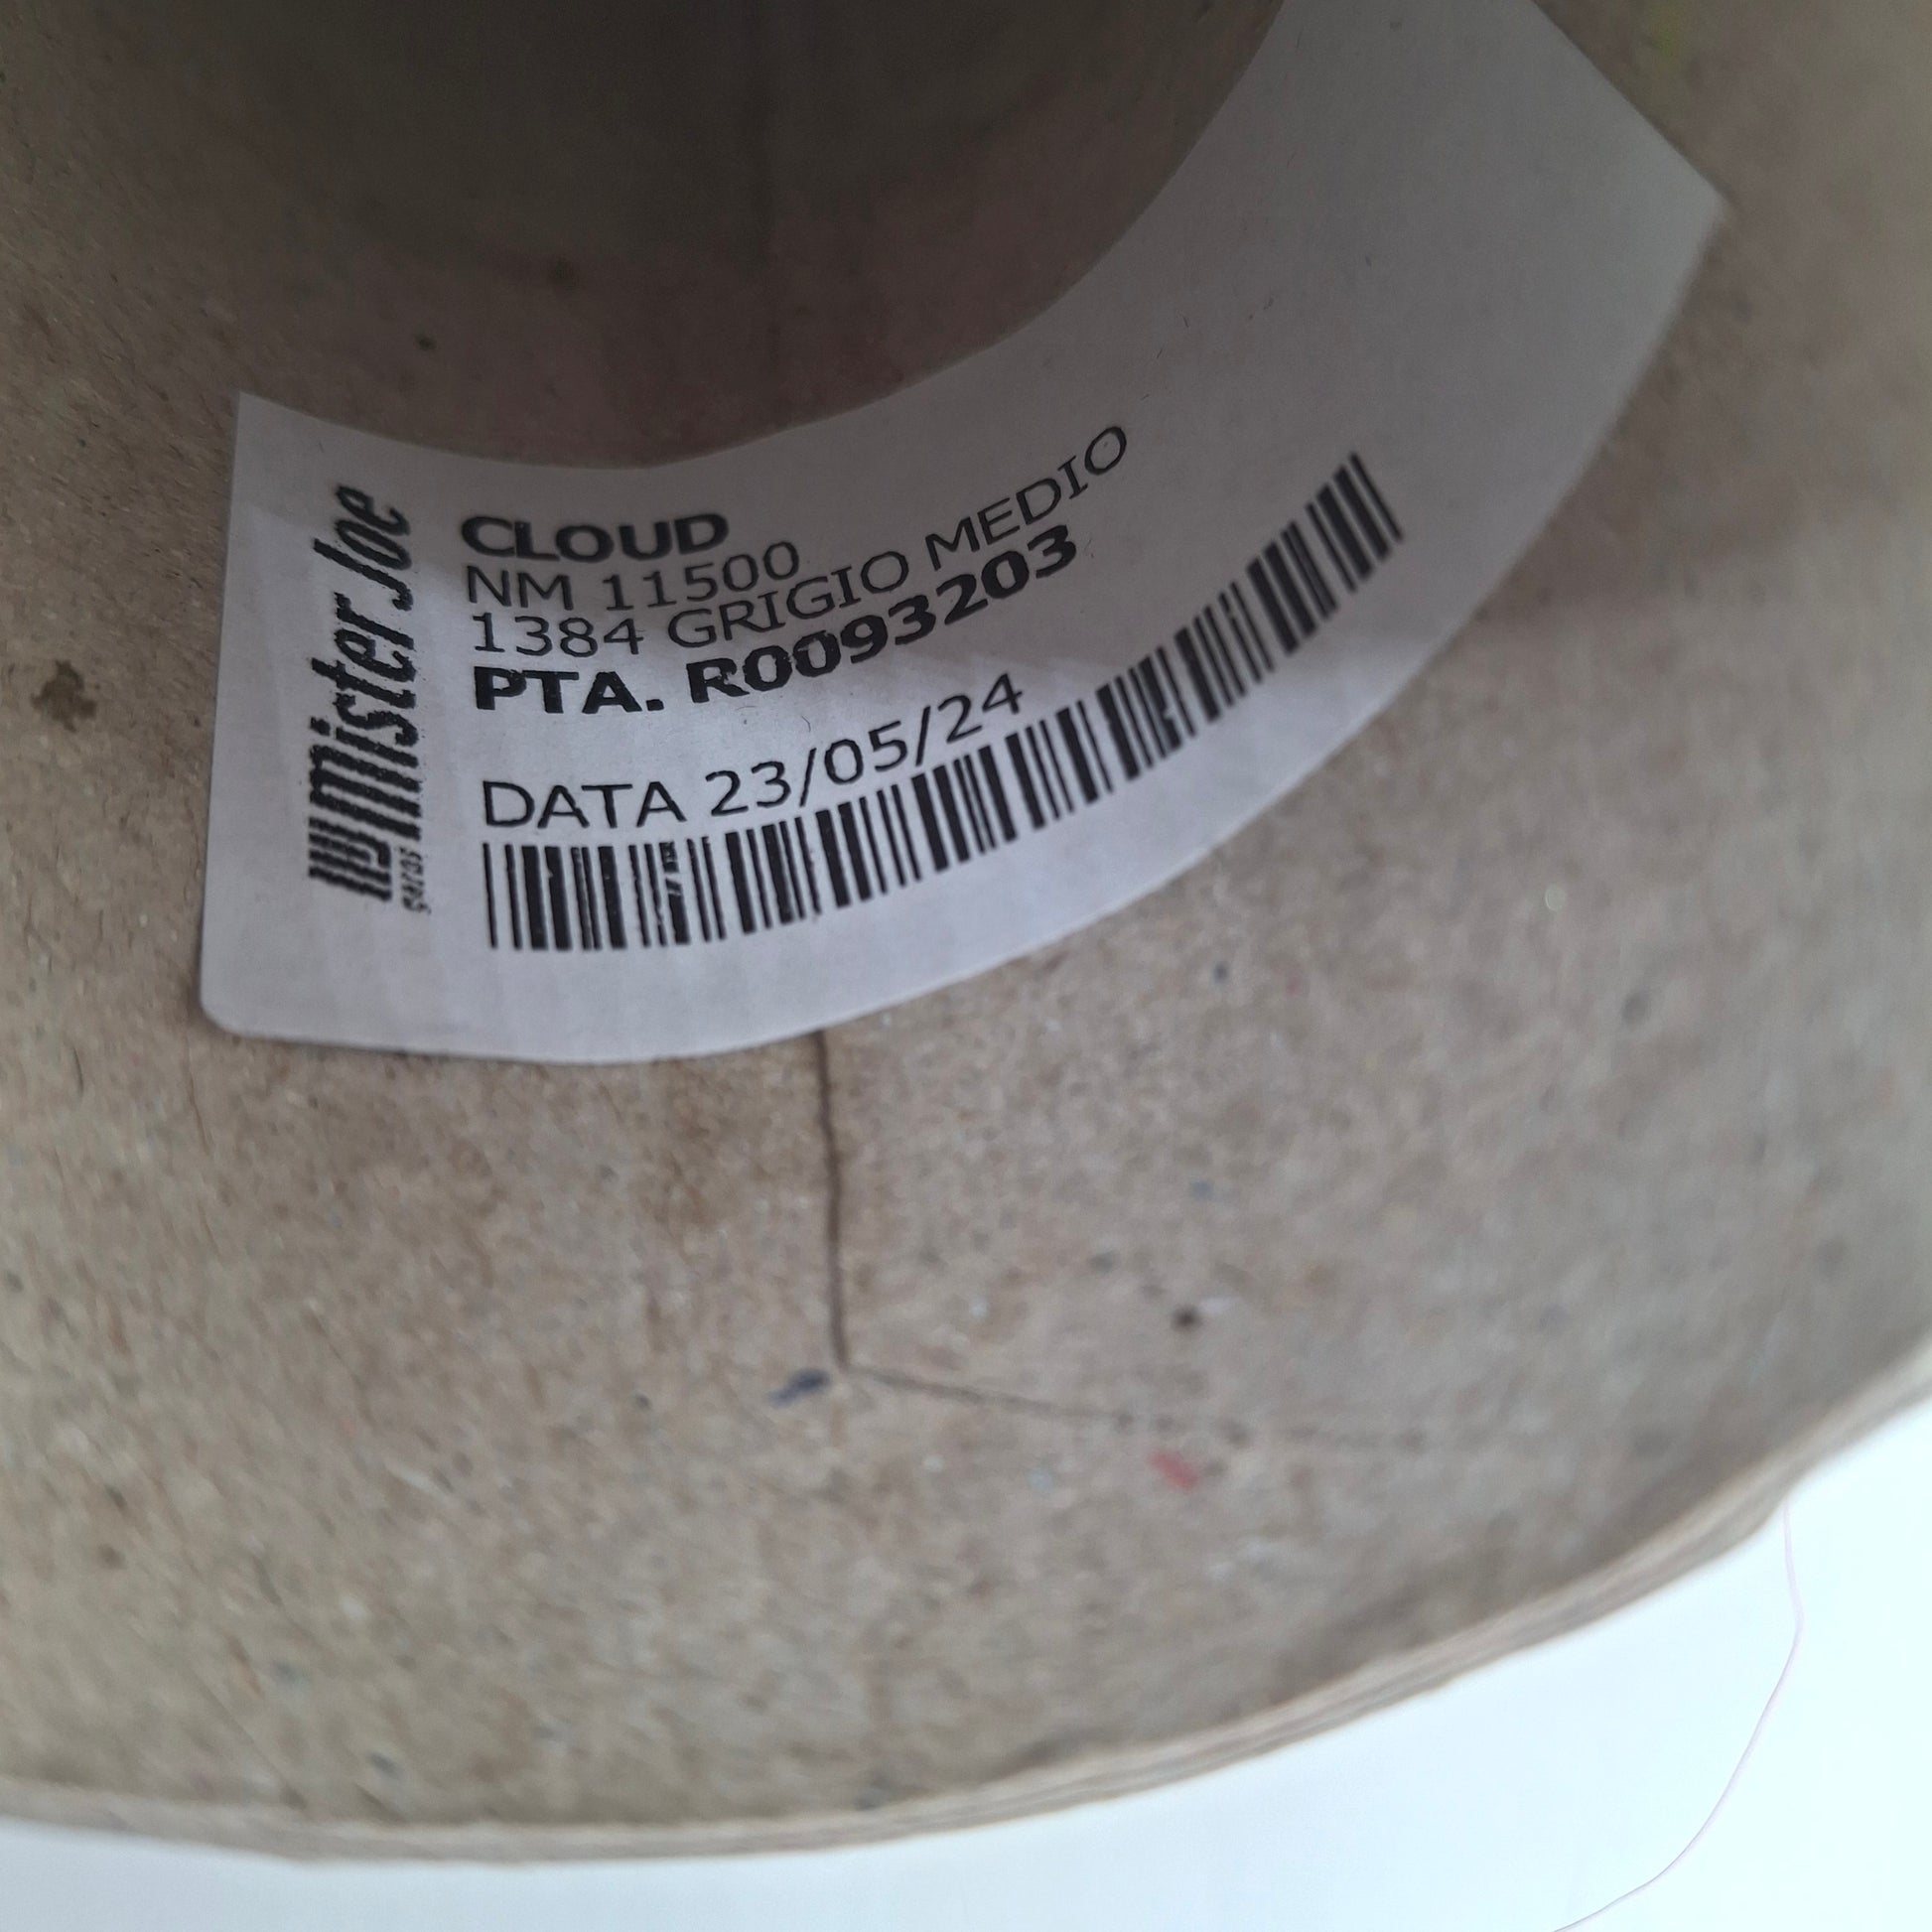 mister Joe
CLOUD
NM 11500
1384 GRIGIO MEDIO
PTA. R0093203
DATA 23/05/24